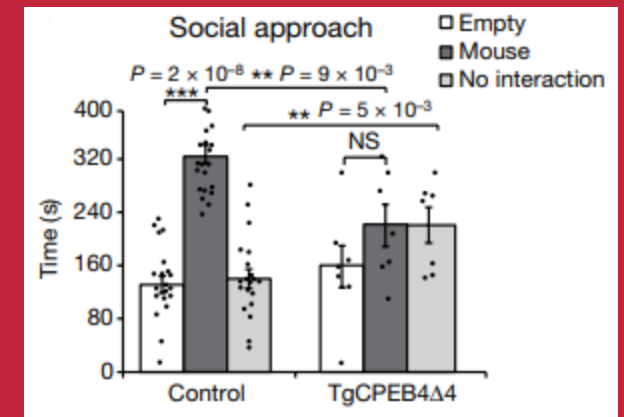 Social approach
Empty
Mouse
No interaction
P = 2 × 10⁻⁸ ** P = 9 × 10⁻³
***
** P = 5 × 10⁻³
NS
400
320
240
160
80
0
Time (s)
Control
TgCPEB4Δ4